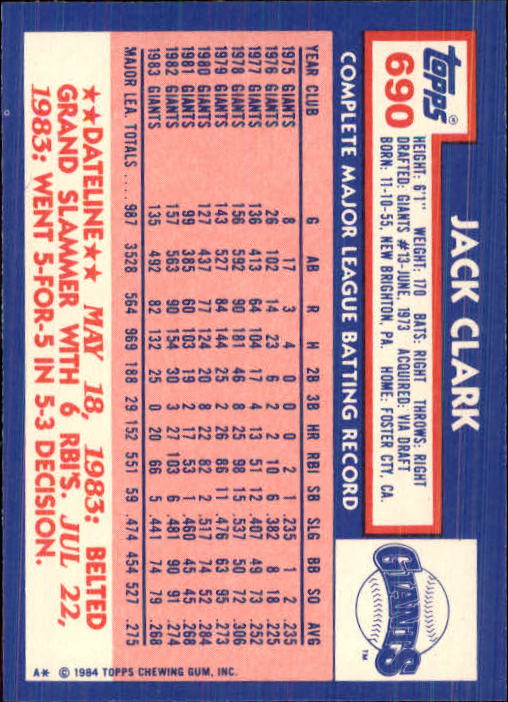 JACK CLARK
topps®
690
HEIGHT: 6'1" WEIGHT: 170 BATS: RIGHT THROWS: RIGHT
DRAFTED: GIANTS #13-JUNE, 1973 ACQUIRED: VIA DRAFT
BORN: 11-10-55, NEW BRIGHTON, PA. HOME: FOSTER CTY, CA.
GIANTS ™
COMPLETE MAJOR LEAGUE BATTING RECORD
YEAR CLUB G AB R H 2B 3B HR RBI SB SLG BB SO AVG
1975 GIANTS 8 17 3 4 0 0 0 2 1 .235 1 2 .235
1976 GIANTS 26 102 14 23 6 2 2 10 6 .382 8 18 .225
1977 GIANTS 136 413 64 104 17 4 13 51 12 .407 49 73 .252
1978 GIANTS 156 592 90 181 46 8 25 98 15 .537 50 72 .306
1979 GIANTS 143 527 84 144 25 2 26 86 11 .476 63 95 .273
1980 GIANTS 127 437 77 124 20 8 22 82 2 .517 74 52 .284
1981 GIANTS 99 385 60 103 19 2 17 53 1 .460 45 45 .268
1982 GIANTS 157 563 90 154 30 3 27 103 6 .481 90 91 .274
1983 GIANTS 135 492 82 132 25 0 20 66 5 .441 74 79 .268
MAJOR LEA. TOTALS .... 987 3528 564 969 188 29 152 551 59 .474 454 527 .275
★★DATELINE★★ MAY 18, 1983: BELTED
GRAND SLAMMER WITH 6 RBI'S. JUL 22,
1983: WENT 5-FOR-5 IN 5-3 DECISION.
A* © 1984 TOPPS CHEWING GUM, INC.